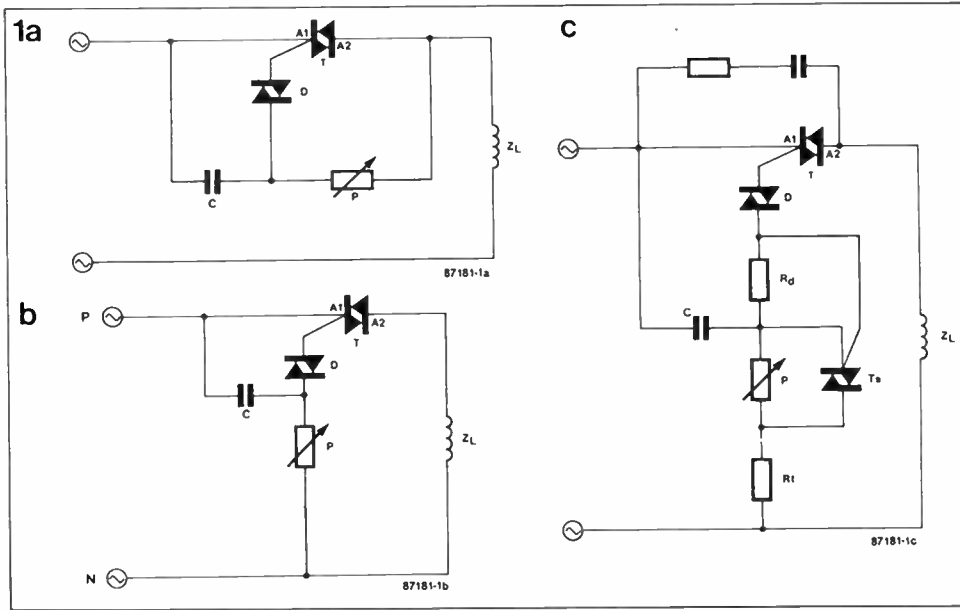 1a
A1
A2
T
D
C
P
ZL
87181-1a
b
P
A1
A2
T
D
C
P
ZL
N
87181-1b
C
A1
A2
T
D
Rd
C
P
Ts
ZL
Rt
87181-1c